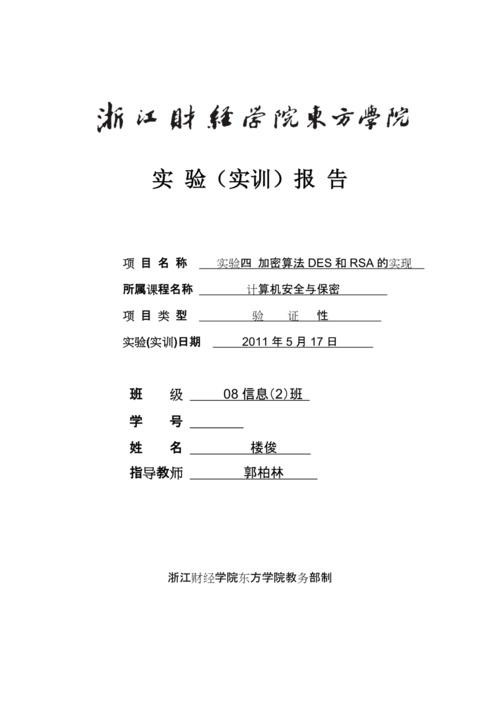 浙江财经学院東方學院
实 验（实训）报 告
项 目 名 称 实验四 加密算法 DES 和 RSA 的实现
所属课程名称 计算机安全与保密
项 目 类 型 验 证 性
实验(实训)日期 2011 年 5 月 17 日
班 级 08 信息（2）班
学 号
姓 名 楼俊
指导教师 郭柏林
浙江财经学院东方学院教务部制